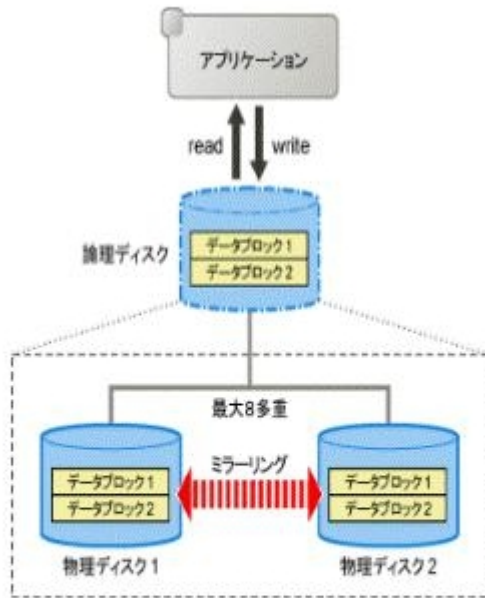 アプリケーション
read
write
論理ディスク
データブロック1
データブロック2
最大8多重
ミラーリング
データブロック1
データブロック2
データブロック1
データブロック2
物理ディスク1
物理ディスク2